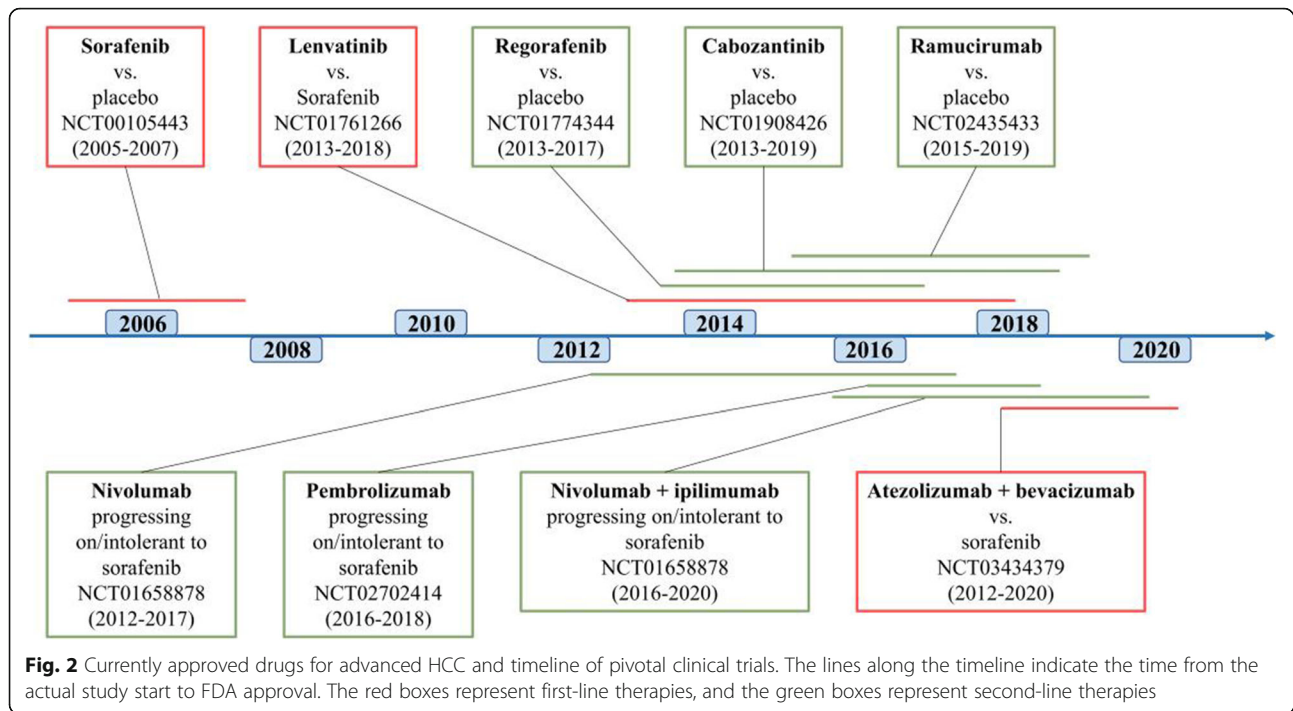 Sorafenib
vs.
placebo
NCT00105443
(2005-2007)
Lenvatinib
vs.
Sorafenib
NCT01761266
(2013-2018)
Regorafenib
vs.
placebo
NCT01774344
(2013-2017)
Cabozantinib
vs.
placebo
NCT01908426
(2013-2019)
Ramucirumab
vs.
placebo
NCT02435433
(2015-2019)
2006
2008
2010
2012
2014
2016
2018
2020
Nivolumab
progressing
on/intolerant to
sorafenib
NCT01658878
(2012-2017)
Pembrolizumab
progressing
on/intolerant to
sorafenib
NCT02702414
(2016-2018)
Nivolumab + ipilimumab
progressing on/intolerant to
sorafenib
NCT01658878
(2016-2020)
Atezolizumab + bevacizumab
vs.
sorafenib
NCT03434379
(2012-2020)
Fig. 2 Currently approved drugs for advanced HCC and timeline of pivotal clinical trials. The lines along the timeline indicate the time from the
actual study start to FDA approval. The red boxes represent first-line therapies, and the green boxes represent second-line therapies